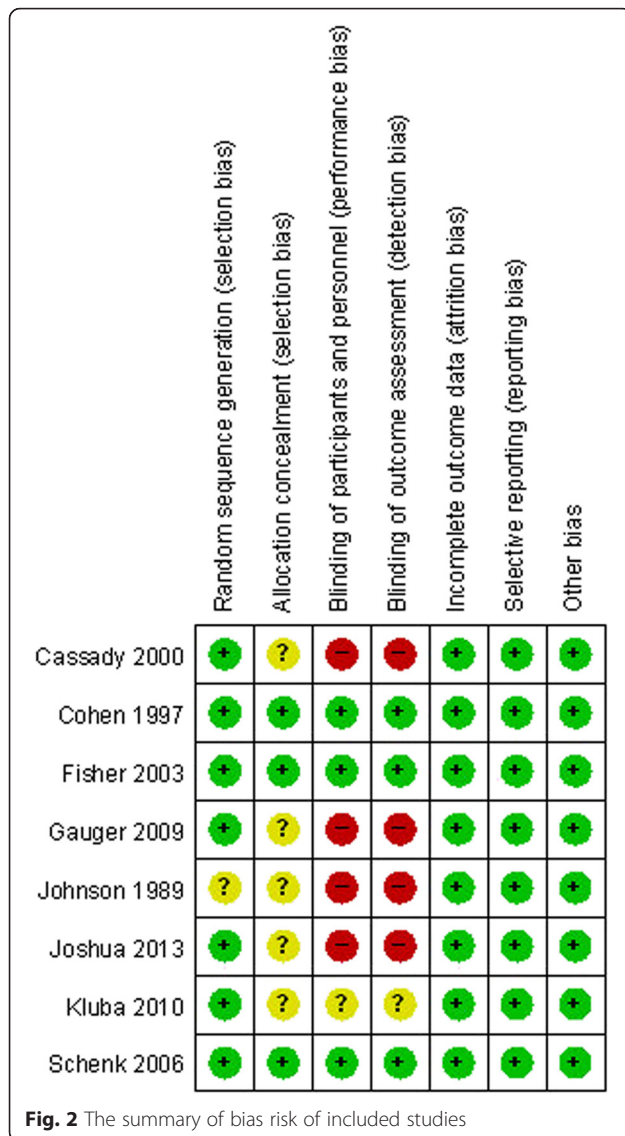 Random sequence generation (selection bias)
Allocation concealment (selection bias)
Blinding of participants and personnel (performance bias)
Blinding of outcome assessment (detection bias)
Incomplete outcome data (attrition bias)
Selective reporting (reporting bias)
Other bias
Cassady 2000 + ? − − + + +
Cohen 1997 + + + + + + +
Fisher 2003 + + + + + + +
Gauger 2009 + ? − − + + +
Johnson 1989 ? ? − − + + +
Joshua 2013 + ? − − + + +
Kluba 2010 + ? ? ? + + +
Schenk 2006 + + + + + + +
Fig. 2 The summary of bias risk of included studies